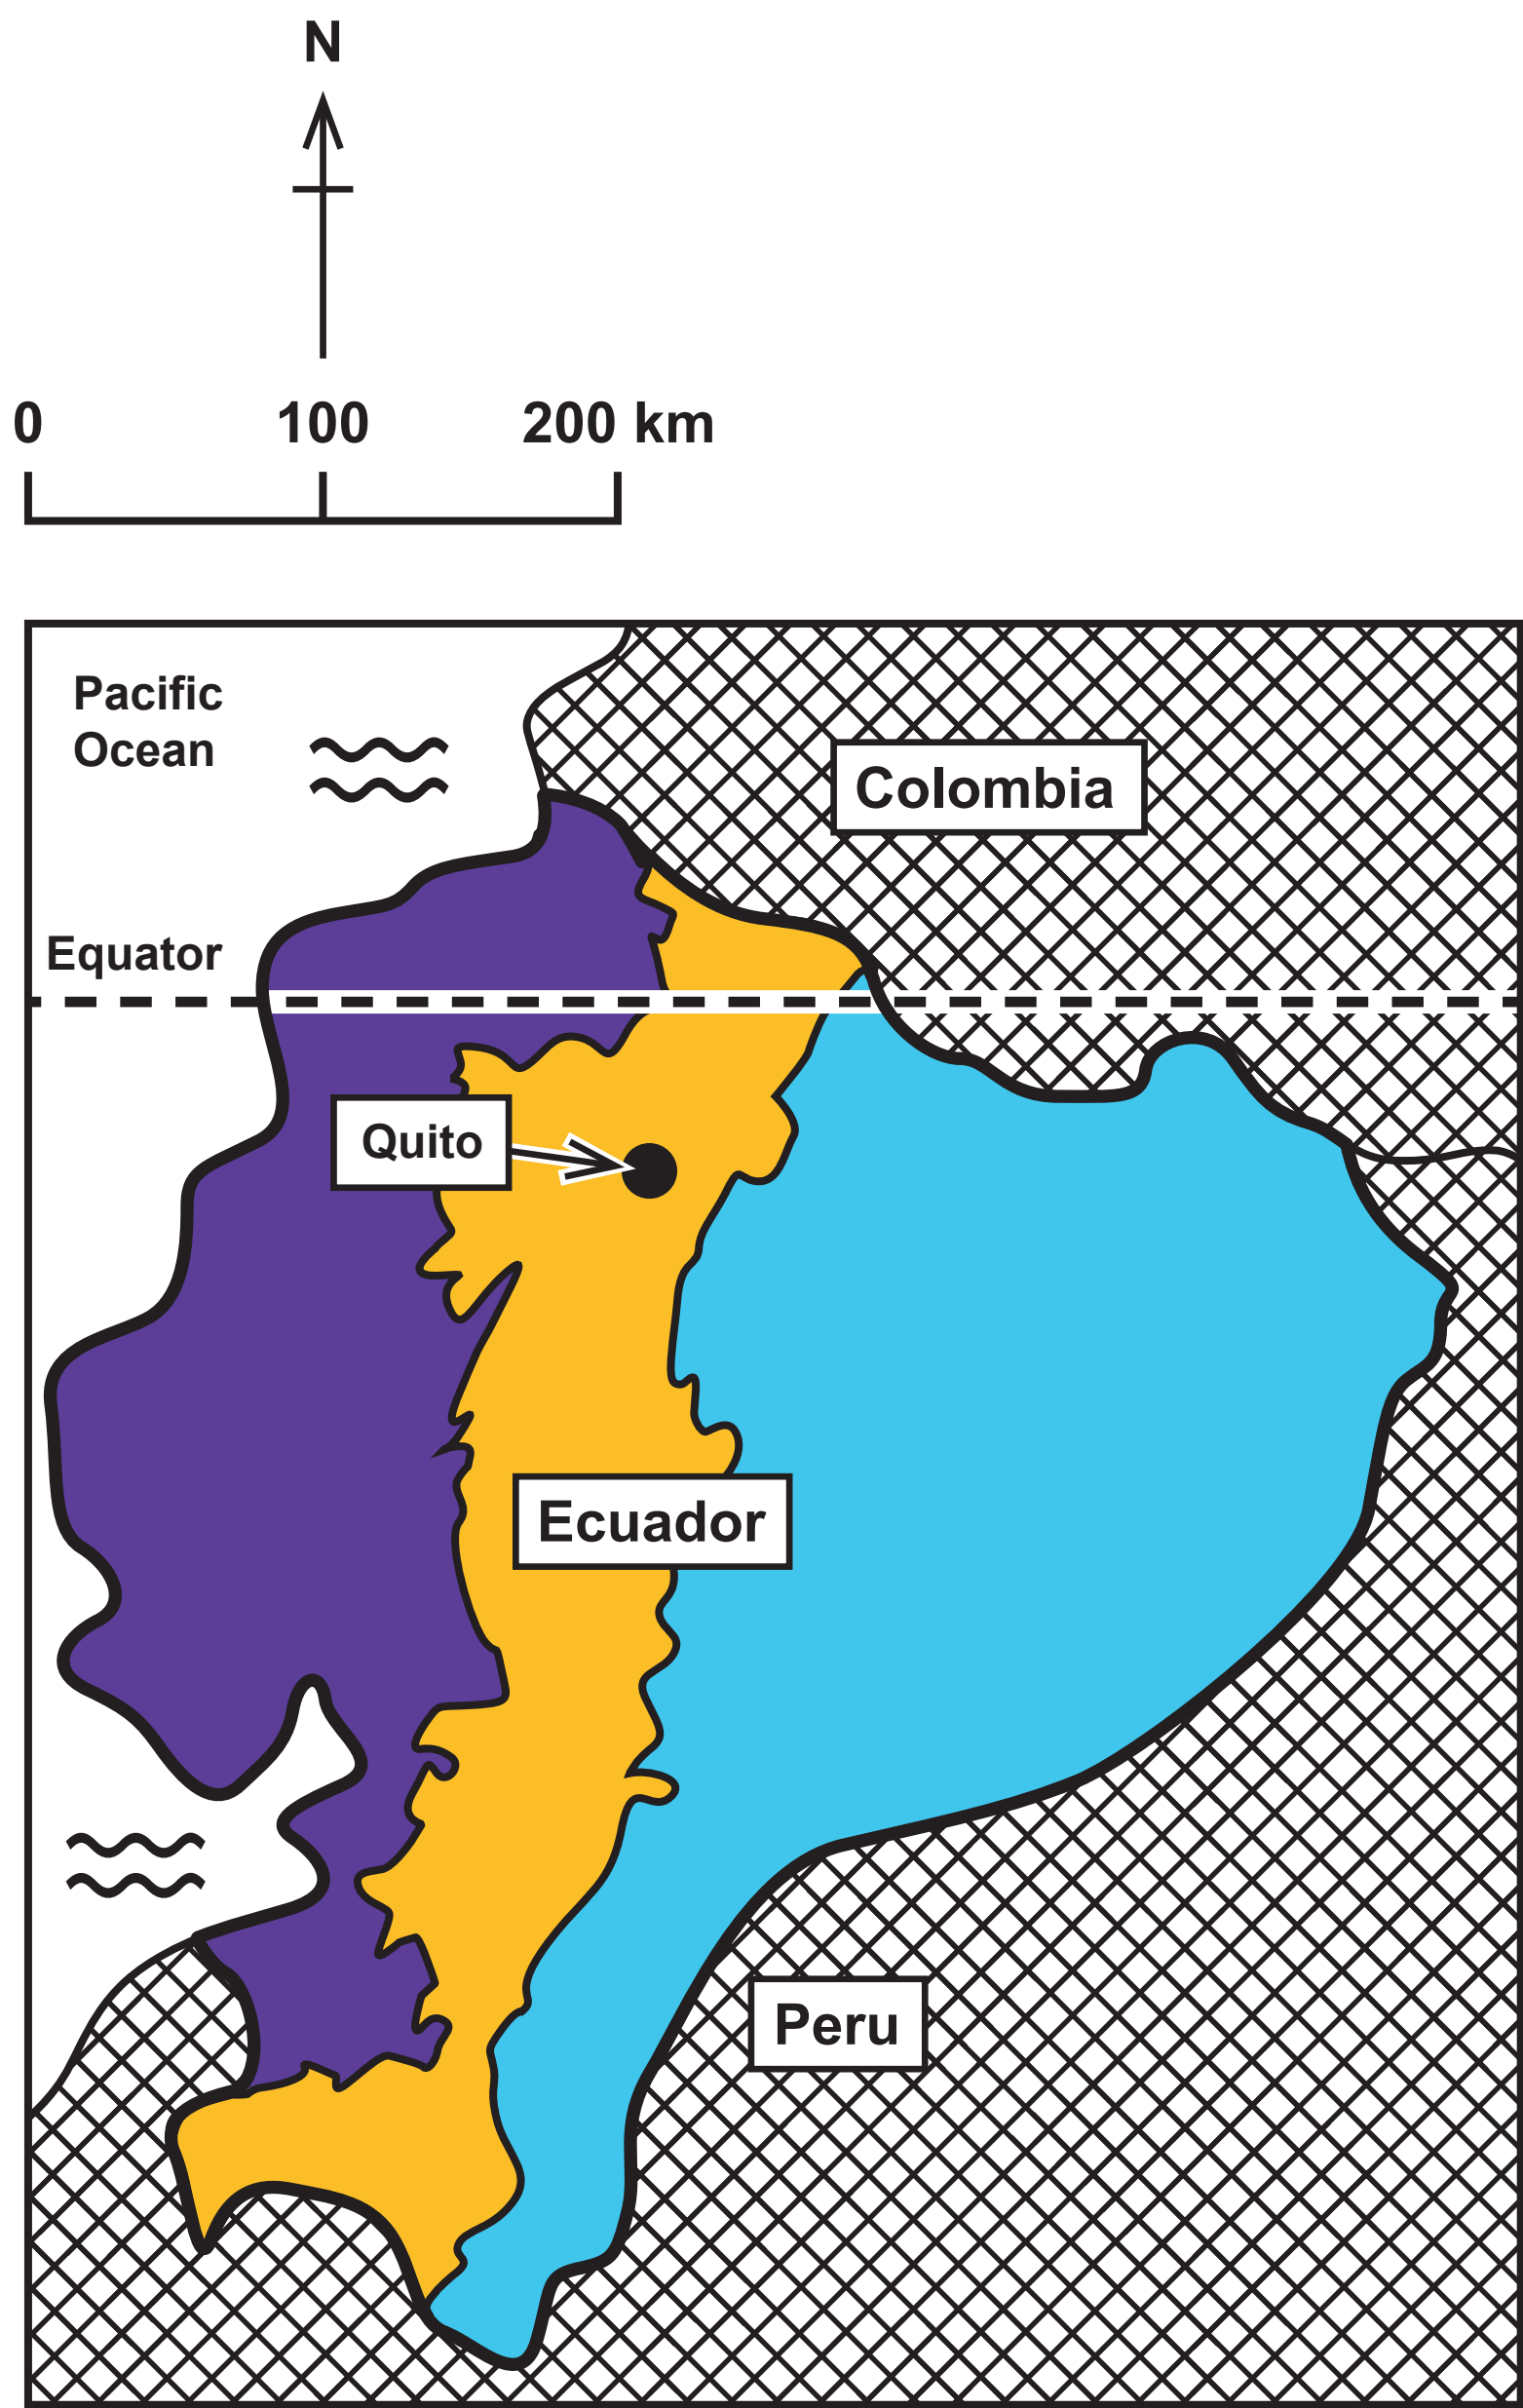 N
0 100 200 km
Pacific
Ocean
Colombia
Equator
Quito
Ecuador
Peru